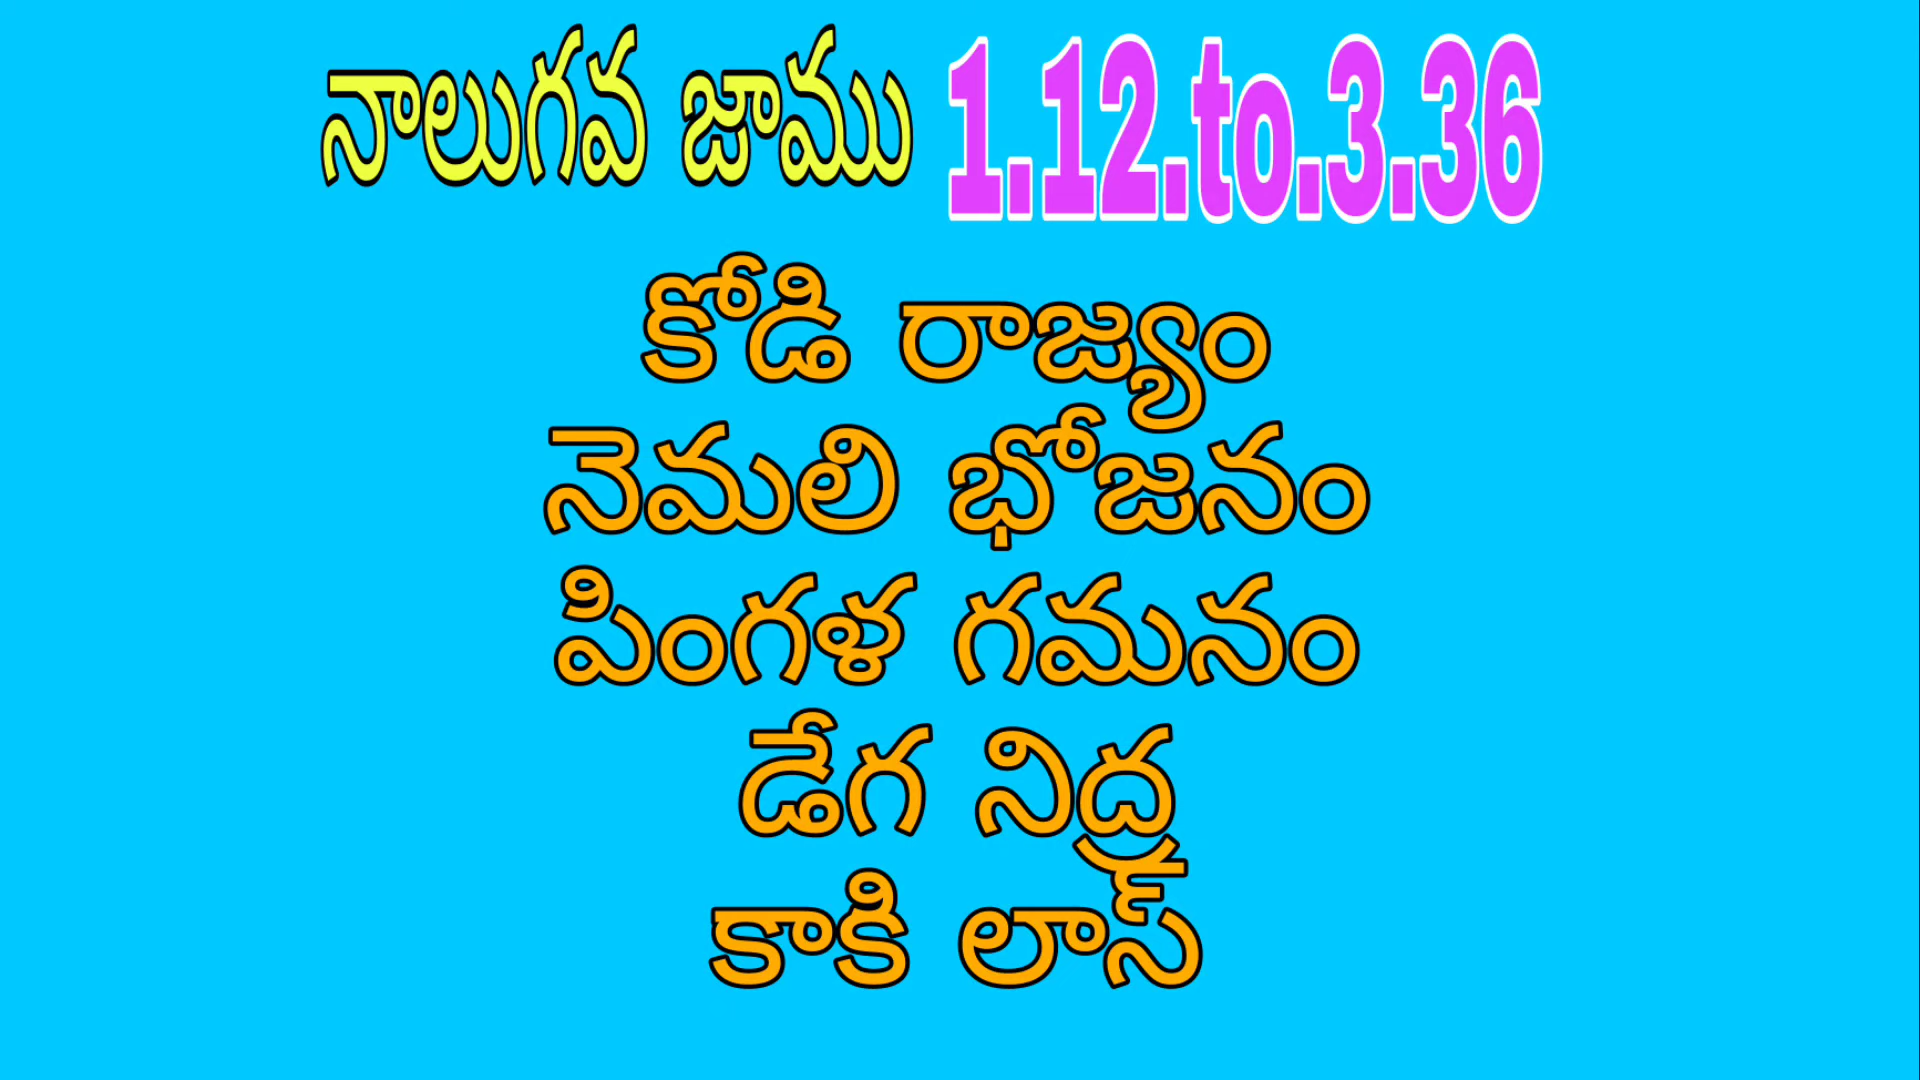 నాలుగవ జాము 1.12.to.3.36
కోడి రాజ్యం
నెమలి భోజనం
పింగళ గమనం
డేగ నిద్ర
కాకి లాస్